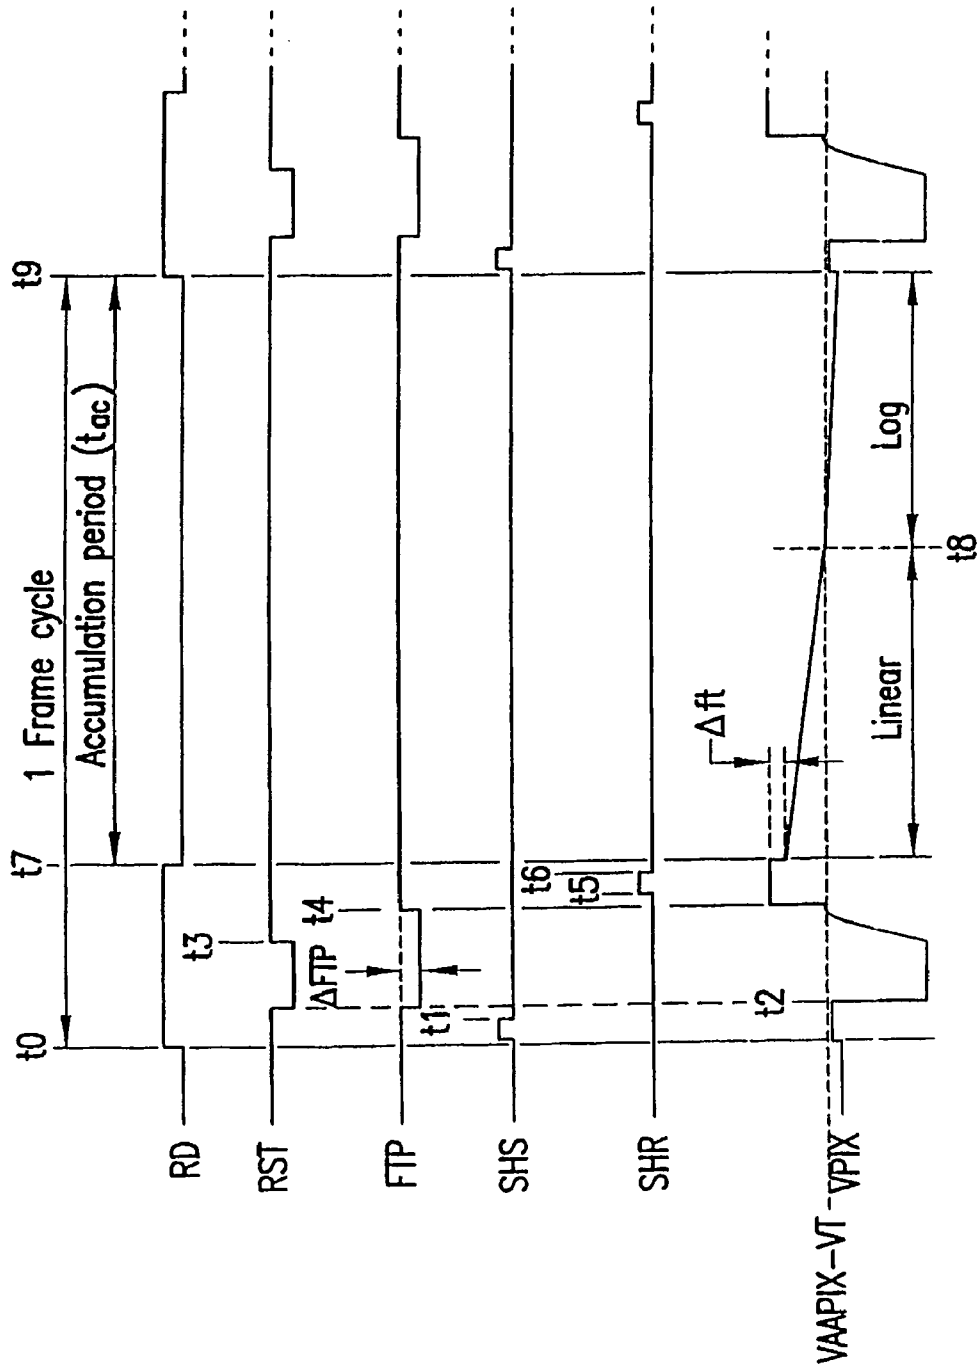 1 Frame cycle
Accumulation period (tac)
t0
t7
t9
RD
t3
RST
ΔFTP
t4
FTP
t1
t6
t5
SHS
SHR
t2
Δft
VAAPIX-VT
VPIX
Linear
Log
t8